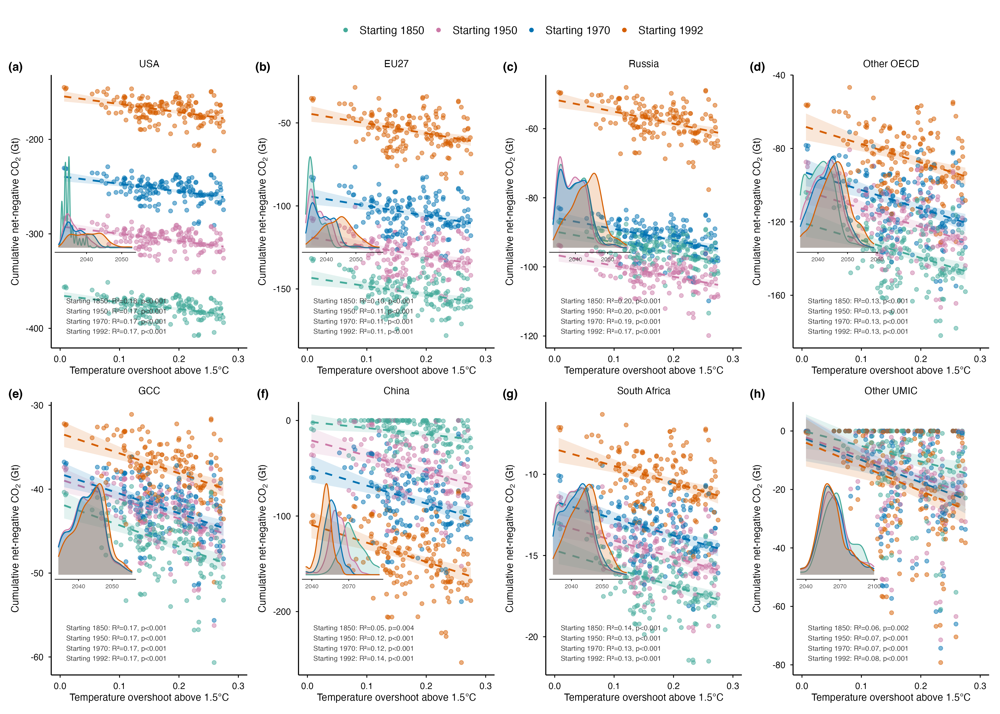 Starting 1850 Starting 1950 Starting 1970 Starting 1992
(a) USA
Cumulative net-negative CO₂ (Gt)
-200
-300
-400
2040 2050
Starting 1850: R²=0.18, p<0.001
Starting 1950: R²=0.17, p<0.001
Starting 1970: R²=0.17, p<0.001
Starting 1992: R²=0.17, p<0.001
0.0 0.1 0.2 0.3
Temperature overshoot above 1.5°C
(b) EU27
Cumulative net-negative CO₂ (Gt)
-50
-100
-150
2040 2050
Starting 1850: R²=0.10, p<0.001
Starting 1950: R²=0.11, p<0.001
Starting 1970: R²=0.11, p<0.001
Starting 1992: R²=0.11, p<0.001
0.0 0.1 0.2 0.3
Temperature overshoot above 1.5°C
(c) Russia
Cumulative net-negative CO₂ (Gt)
-60
-80
-100
-120
2040 2050
Starting 1850: R²=0.20, p<0.001
Starting 1950: R²=0.20, p<0.001
Starting 1970: R²=0.19, p<0.001
Starting 1992: R²=0.17, p<0.001
0.0 0.1 0.2 0.3
Temperature overshoot above 1.5°C
(d) Other OECD
Cumulative net-negative CO₂ (Gt)
-40
-80
-120
-160
2040 2050 2060
Starting 1850: R²=0.13, p<0.001
Starting 1950: R²=0.13, p<0.001
Starting 1970: R²=0.13, p<0.001
Starting 1992: R²=0.13, p<0.001
0.0 0.1 0.2 0.3
Temperature overshoot above 1.5°C
(e) GCC
Cumulative net-negative CO₂ (Gt)
-30
-40
-50
-60
2040 2050
Starting 1850: R²=0.17, p<0.001
Starting 1950: R²=0.17, p<0.001
Starting 1970: R²=0.17, p<0.001
Starting 1992: R²=0.17, p<0.001
0.0 0.1 0.2 0.3
Temperature overshoot above 1.5°C
(f) China
Cumulative net-negative CO₂ (Gt)
0
-100
-200
2040 2070
Starting 1850: R²=0.05, p=0.004
Starting 1950: R²=0.12, p<0.001
Starting 1970: R²=0.12, p<0.001
Starting 1992: R²=0.14, p<0.001
0.0 0.1 0.2 0.3
Temperature overshoot above 1.5°C
(g) South Africa
Cumulative net-negative CO₂ (Gt)
-10
-15
-20
2040 2050
Starting 1850: R²=0.14, p<0.001
Starting 1950: R²=0.13, p<0.001
Starting 1970: R²=0.13, p<0.001
Starting 1992: R²=0.13, p<0.001
0.0 0.1 0.2 0.3
Temperature overshoot above 1.5°C
(h) Other UMIC
Cumulative net-negative CO₂ (Gt)
0
-20
-40
-60
-80
2040 2070 2100
Starting 1850: R²=0.06, p=0.002
Starting 1950: R²=0.07, p<0.001
Starting 1970: R²=0.07, p<0.001
Starting 1992: R²=0.08, p<0.001
0.0 0.1 0.2 0.3
Temperature overshoot above 1.5°C